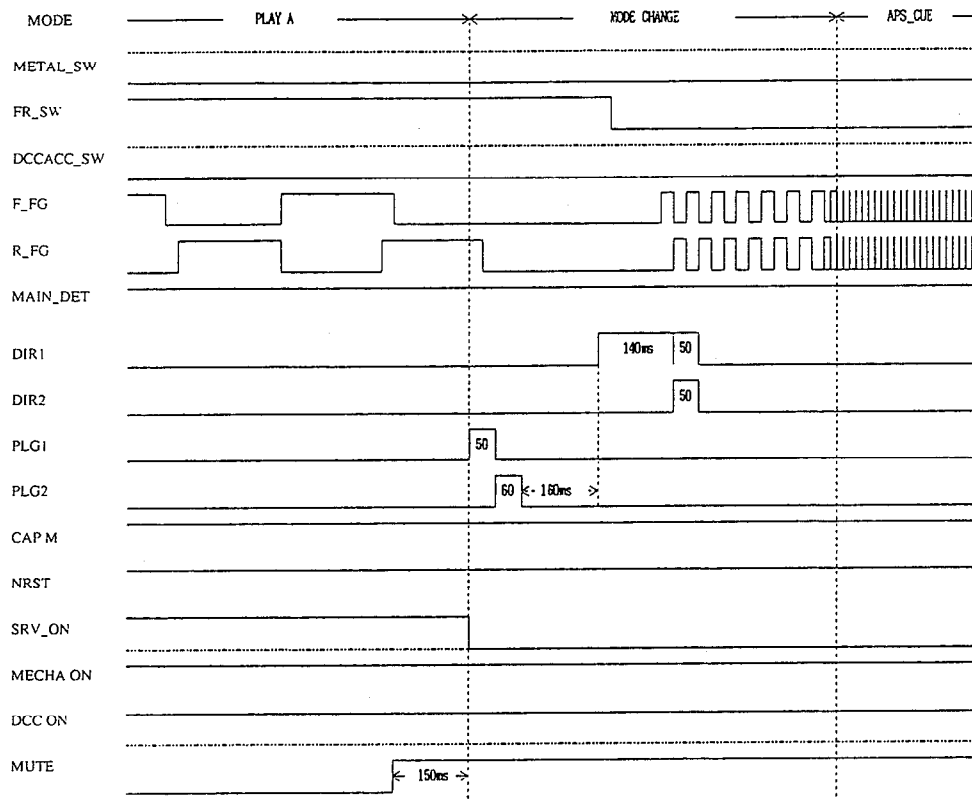 MODE PLAY A MODE CHANGE APS_CUE
METAL_SW
FR_SW
DCCACC_SW
F_FG
R_FG
MAIN_DET
DIR1 140ms 50
DIR2 50
PLG1 50
PLG2 60 160ms
CAP M
NRST
SRV_ON
MECHA ON
DCC ON
MUTE 150ms